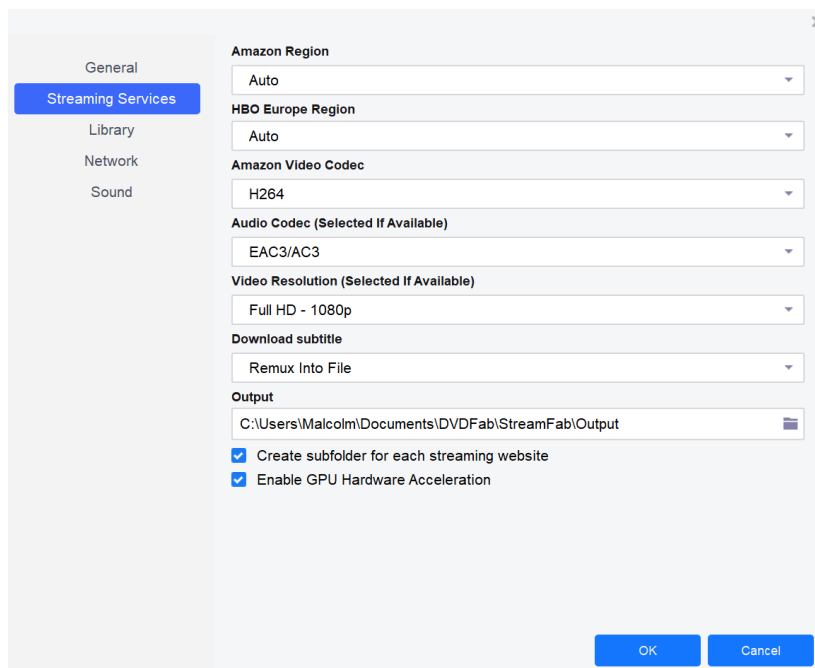 General
Streaming Services
Library
Network
Sound
Amazon Region
Auto
HBO Europe Region
Auto
Amazon Video Codec
H264
Audio Codec (Selected If Available)
EAC3/AC3
Video Resolution (Selected If Available)
Full HD - 1080p
Download subtitle
Remux Into File
Output
C:\Users\Malcolm\Documents\DVDFab\StreamFab\Output
Create subfolder for each streaming website
Enable GPU Hardware Acceleration
OK
Cancel